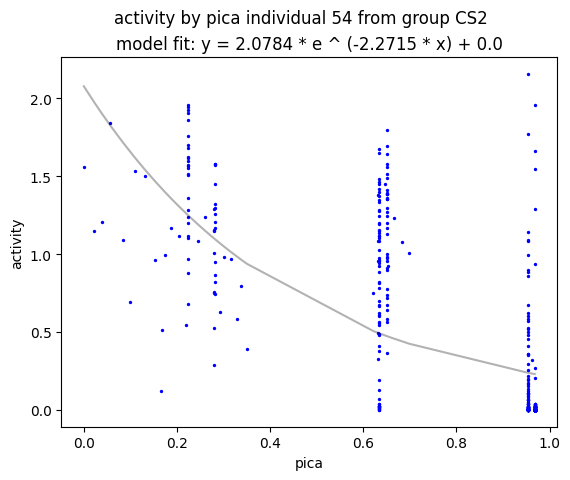 activity by pica individual 54 from group CS2
model fit: y = 2.0784 * e ^ (-2.2715 * x) + 0.0
2.0
1.5
1.0
0.5
0.0
activity
0.0
0.2
0.4
0.6
0.8
1.0
pica